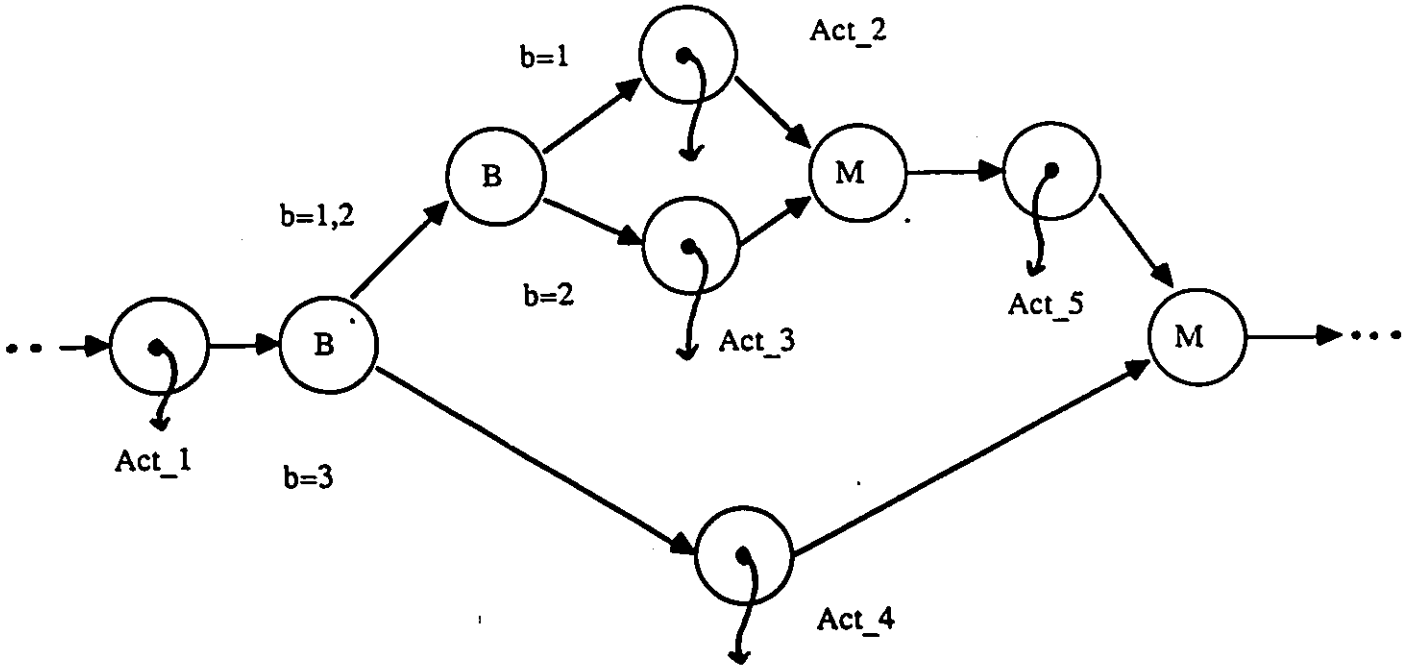 Act_2
b=1
B
M
b=1,2
b=2
Act_3
Act_5
B
M
Act_1
b=3
Act_4